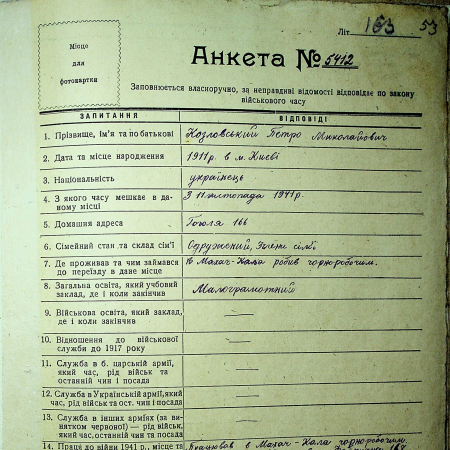 Літ 153 53
Місце
для
фотокартки
Анкета № 5412
Заповнюється власноручно, за неправдиві відомості відповідає по закону
військового часу
ЗАПИТАННЯ ВІДПОВІДІ
1. Прізвище, ім'я та по батькові Козловський Петро Миколайович
2. Дата та місце народження 1911 р. в м. Києві
3. Національність українець
4. З якого часу мешкає в да-
ному місці З 11 листопада 1941 р.
5. Домашня адреса Гоголя 166
6. Сімейний стан та склад сім'ї Одружений,
7. Де проживав та чим займався
до переїзду в дане місце В Махач-Кала робив чорноробочим.
8. Загальна освіта, який учбовий
заклад, де і коли закінчив Малограмотний
9. Військова освіта, який заклад,
де і коли закінчив —
10. Відношення до військової
служби до 1917 року —
11. Служба в б. царській армії,
який час, рід військ та
останній чин і посада —
12. Служба в Українській армії, який
час, рід військ та ост. чин і посада —
13. Служба в інших арміях (за ви-
нятком червоної) — рід військ,
який час, останній чин та посада —
14. Праця до війни 1941 р., місце та Працював в Махач-Кала чорноробочим.